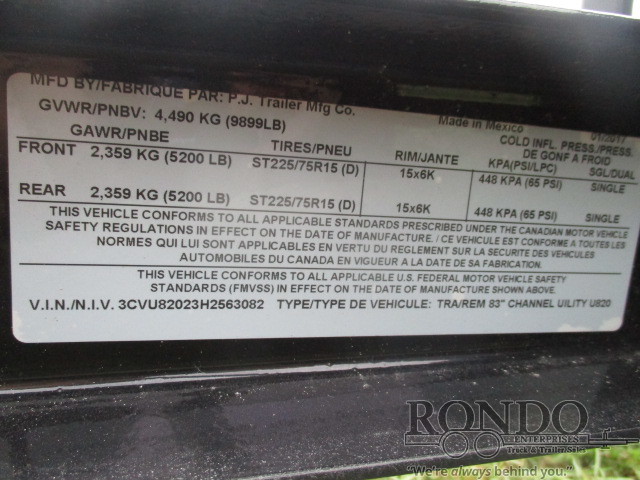 MFD BY/FABRIQUE PAR: P.J. Trailer Mfg Co.
Made in Mexico 01/2017
GVWR/PNBV: 4,490 KG (9899LB)
COLD INFL. PRESS./PRESS.
DE GONF A FROID
GAWR/PNBE TIRES/PNEU RIM/JANTE KPA(PSI/LPC) SGL/DUAL
FRONT 2,359 KG (5200 LB) ST225/75R15 (D) 15x6K 448 KPA (65 PSI) SINGLE
REAR 2,359 KG (5200 LB) ST225/75R15 (D) 15x6K 448 KPA (65 PSI) SINGLE
THIS VEHICLE CONFORMS TO ALL APPLICABLE STANDARDS PRESCRIBED UNDER THE CANADIAN MOTOR VEHICLE
SAFETY REGULATIONS IN EFFECT ON THE DATE OF MANUFACTURE. / CE VEHICULE EST CONFORME A TOUTES LES
NORMES QUI LUI SONT APPLICABLES EN VERTU DU REGLEMENT SUR LA SECURITE DES VEHICULES
AUTOMOBILES DU CANADA EN VIGUEUR A LA DATE DE SA FABRICATION.
THIS VEHICLE CONFORMS TO ALL APPLICABLE U.S. FEDERAL MOTOR VEHICLE SAFETY
STANDARDS (FMVSS) IN EFFECT ON THE DATE OF MANUFACTURE SHOWN ABOVE.
V.I.N./N.I.V. 3CVU82023H2563082 TYPE/TYPE DE VEHICULE: TRA/REM 83" CHANNEL UILITY U820
RONDO
ENTERPRISES
Truck & Trailer Sales
"We're always behind you."